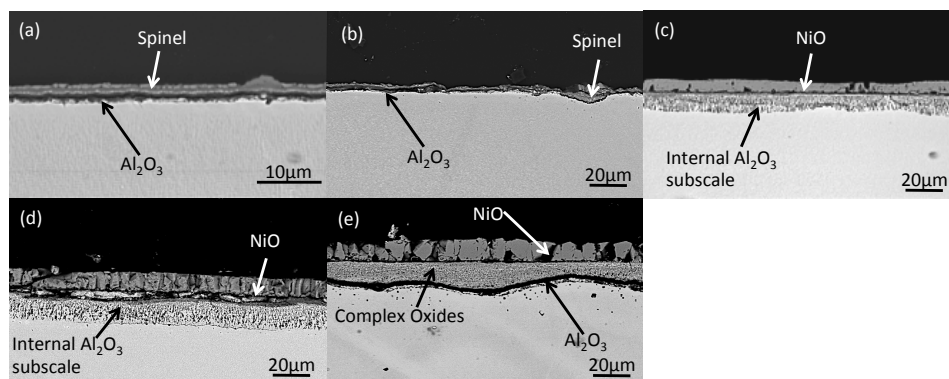 (a)
Spinel
Al₂O₃
10μm
(b)
Spinel
Al₂O₃
20μm
(c)
NiO
Internal Al₂O₃
subscale
20μm
(d)
NiO
Internal Al₂O₃
subscale
20μm
(e)
NiO
Complex Oxides
Al₂O₃
20μm